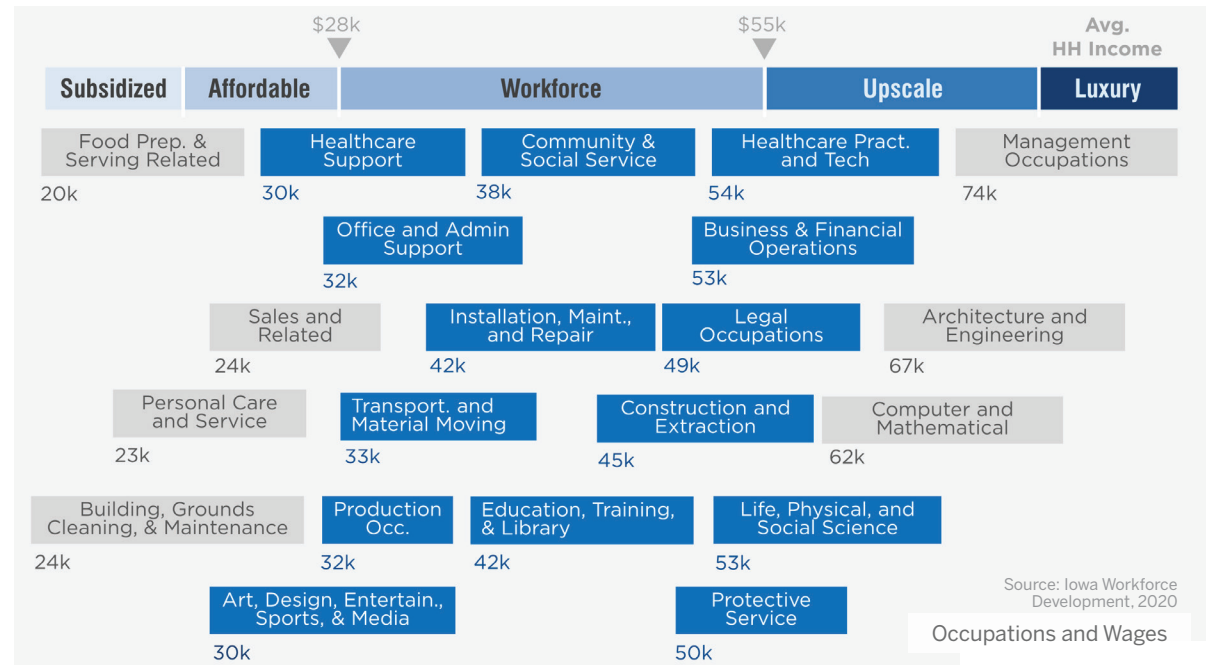 $28k
$55k
Avg.
HH Income
Subsidized
Affordable
Workforce
Upscale
Luxury
Food Prep. &
Serving Related
20k
Healthcare
Support
30k
Community &
Social Service
38k
Healthcare Pract.
and Tech
54k
Management
Occupations
74k
Office and Admin
Support
32k
Business & Financial
Operations
53k
Sales and
Related
24k
Installation, Maint.,
and Repair
42k
Legal
Occupations
49k
Architecture and
Engineering
67k
Personal Care
and Service
23k
Transport. and
Material Moving
33k
Construction and
Extraction
45k
Computer and
Mathematical
62k
Building, Grounds
Cleaning, & Maintenance
24k
Production
Occ.
32k
Education, Training,
& Library
42k
Life, Physical, and
Social Science
53k
Art, Design, Entertain.,
Sports, & Media
30k
Protective
Service
50k
Source: Iowa Workforce
Development, 2020
Occupations and Wages